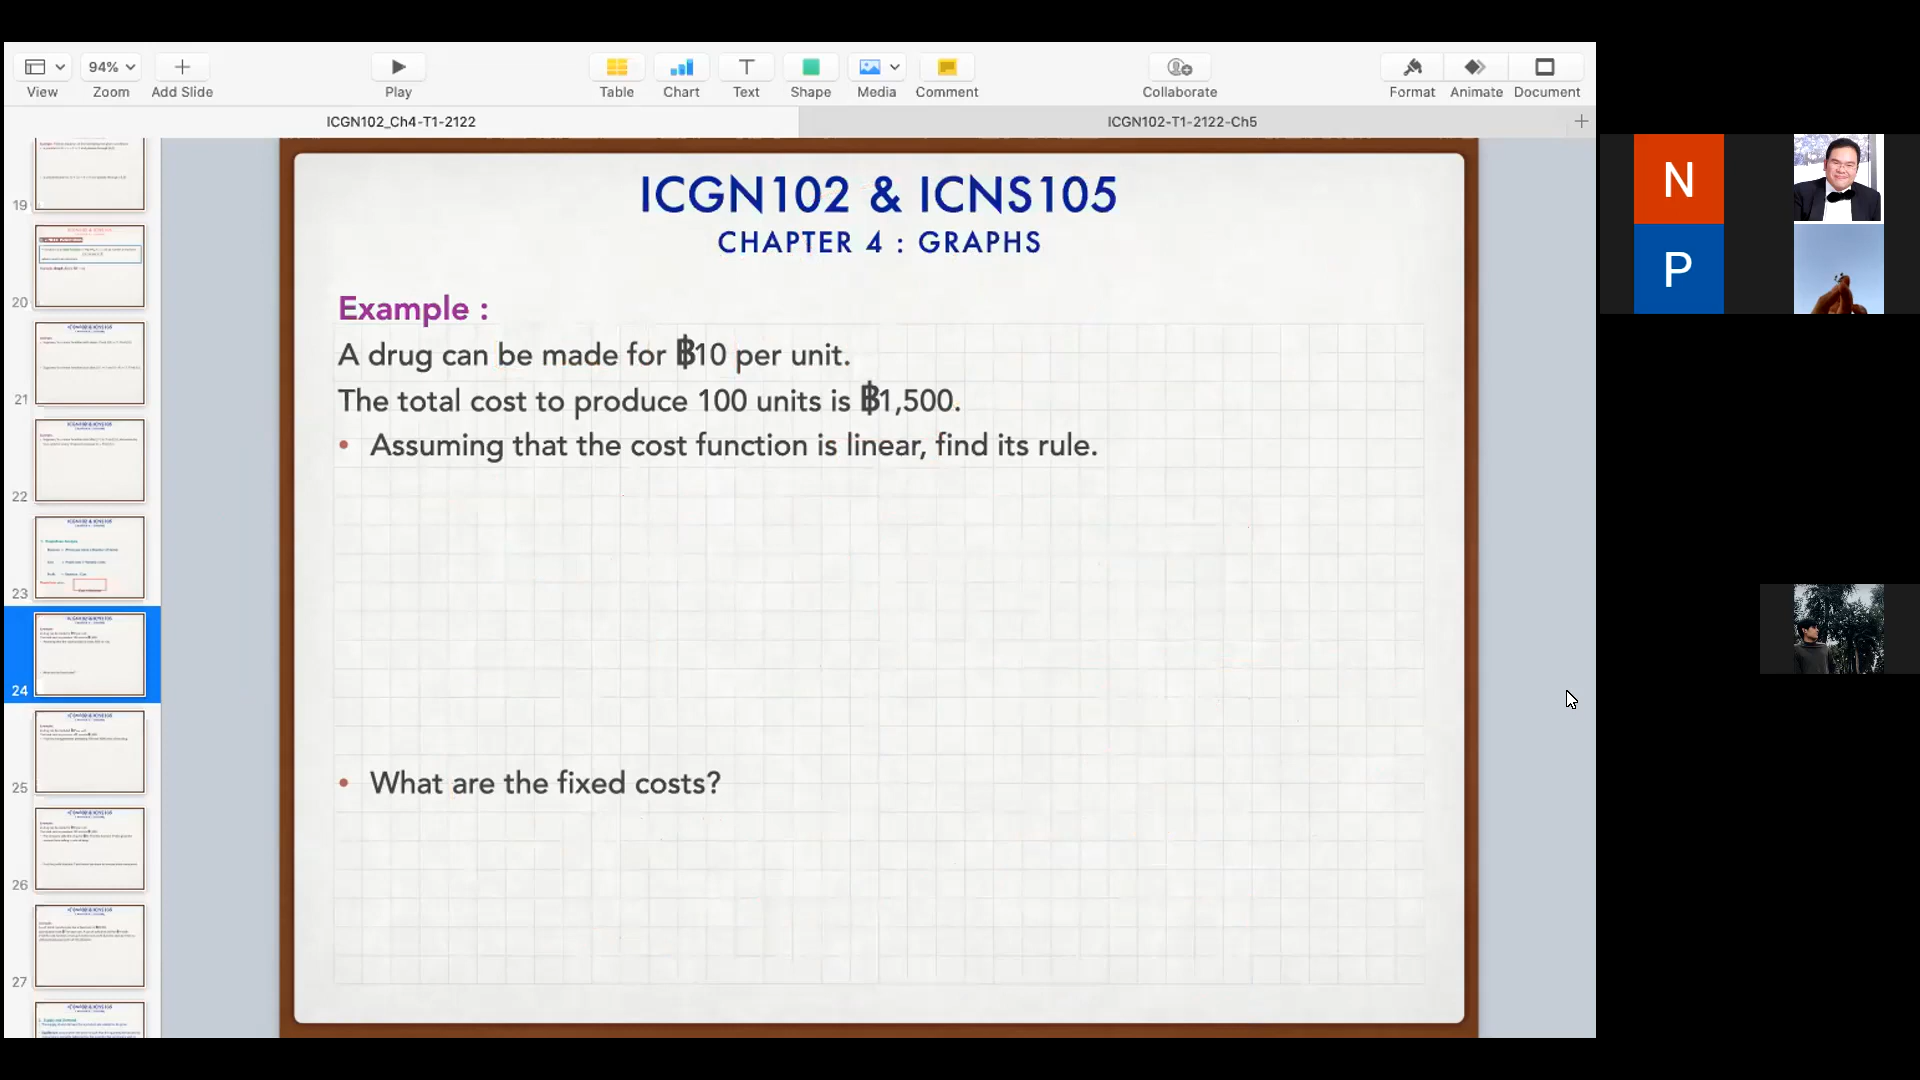 View
94%
Zoom
Add Slide
Play
Table
Chart
Text
Shape
Media
Comment
Collaborate
Format
Animate
Document
ICGN102_Ch4-T1-2122
ICGN102-T1-2122-Ch5
19
20
21
22
23
24
25
26
27
ICGN102 & ICNS105
CHAPTER 4 : GRAPHS
Example :
A drug can be made for ฿10 per unit.
The total cost to produce 100 units is ฿1,500.
• Assuming that the cost function is linear, find its rule.
• What are the fixed costs?
N
P